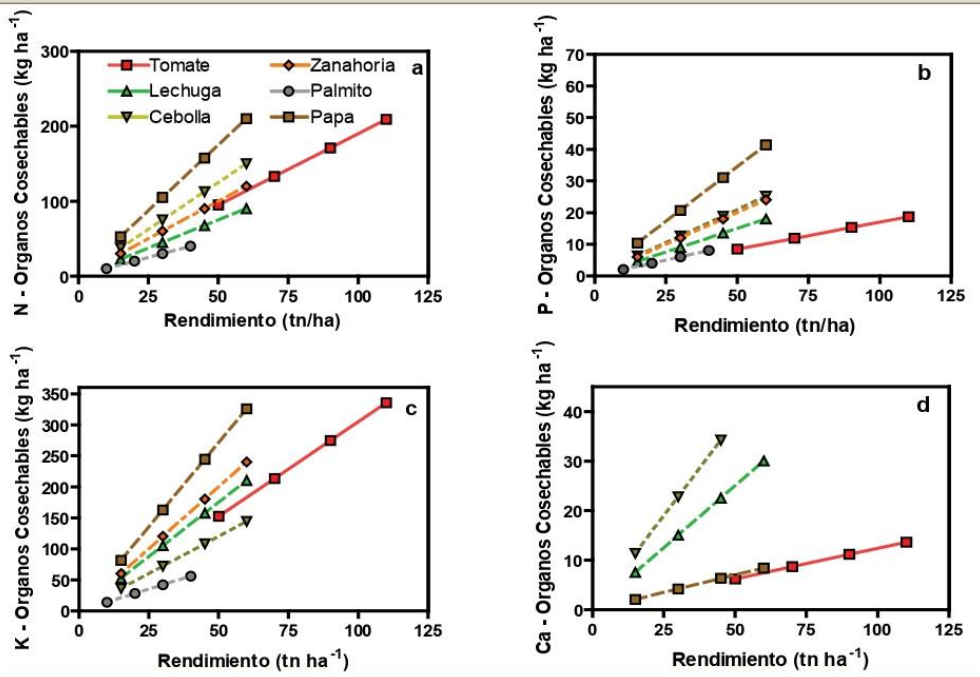 N - Organos Cosechables (kg ha⁻¹)
300
200
100
0
Tomate
Zanahoria
Lechuga
Palmito
Cebolla
Papa
a
0 25 50 75 100 125
Rendimiento (tn/ha)
P - Organos Cosechables (kg ha⁻¹)
70
60
50
40
30
20
10
0
b
0 25 50 75 100 125
Rendimiento (tn/ha)
K - Organos Cosechables (kg ha⁻¹)
350
300
250
200
150
100
50
0
c
0 25 50 75 100 125
Rendimiento (tn ha⁻¹)
Ca - Organos Cosechables (kg ha⁻¹)
40
30
20
10
0
d
0 25 50 75 100 125
Rendimiento (tn ha⁻¹)